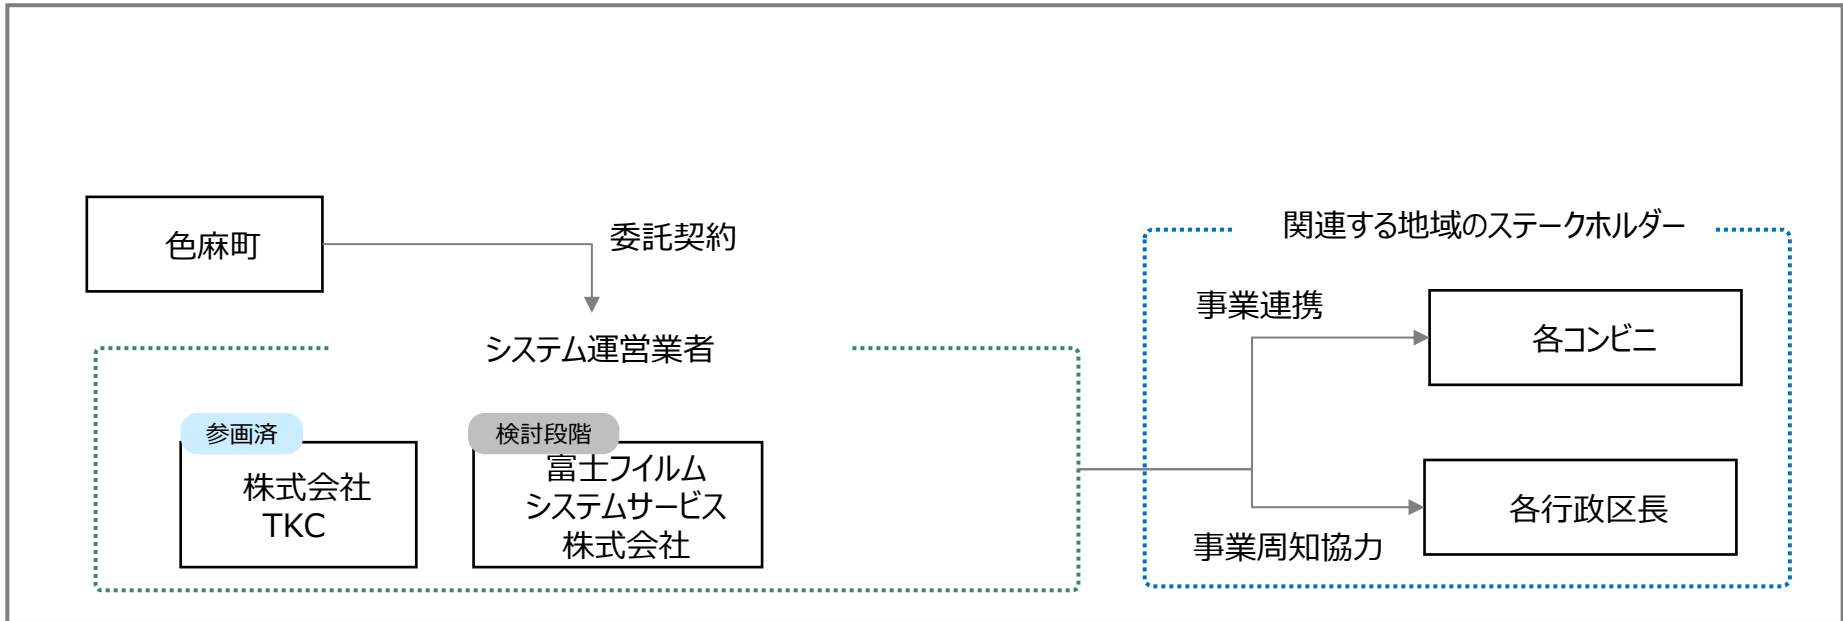 色麻町
委託契約
システム運営業者
参画済
株式会社
TKC
検討段階
富士フイルム
システムサービス
株式会社
関連する地域のステークホルダー
事業連携
各コンビニ
各行政区長
事業周知協力